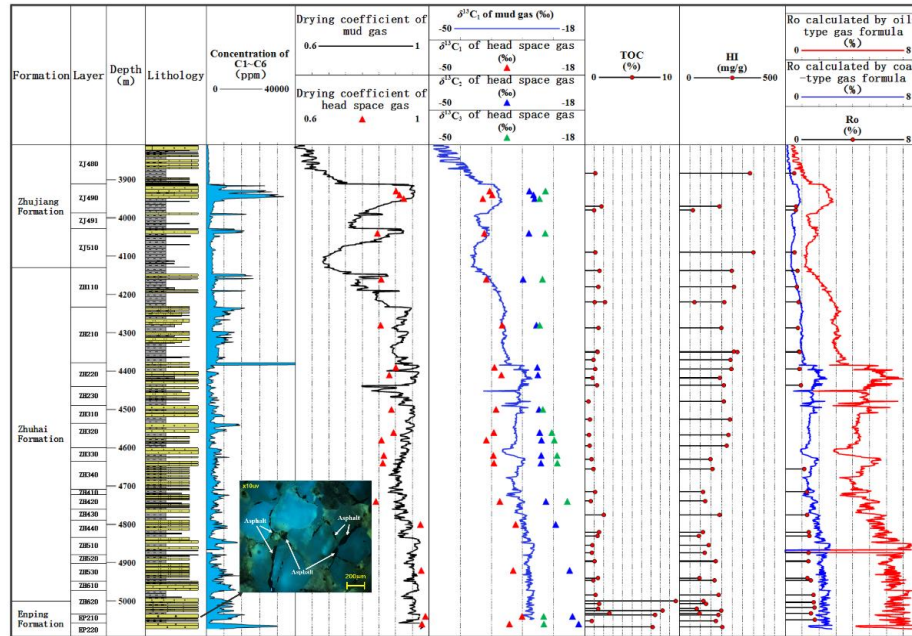 Formation
Layer
Depth
(m)
Lithology
Concentration of
C1~C6
(ppm)
0 40000
Drying coefficient of
mud gas
0.6 1
Drying coefficient of
head space gas
0.6 1
δ¹³C₁ of mud gas (‰)
-50 -18
δ¹³C₁ of head space gas
(‰)
-50 -18
δ¹³C₂ of head space gas
(‰)
-50 -18
δ¹³C₃ of head space gas
(‰)
-50 -18
TOC
(%)
0 10
HI
(mg/g)
0 500
Ro calculated by oil
type gas formula
0 (%) 8
Ro calculated by coa
-type gas formula
0 (%) 8
Ro
(%)
0 8
Zhujiang
Formation
Zhuhai
Formation
Enping
Formation
ZJ480
ZJ490
ZJ491
ZJ510
ZH110
ZH210
ZH220
ZH230
ZH310
ZH320
ZH330
ZH340
ZH410
ZH420
ZH430
ZH440
ZH510
ZH520
ZH530
ZH610
ZH620
EP210
EP220
3900
4000
4100
4200
4300
4400
4500
4600
4700
4800
4900
5000
x10uv
Asphalt
Asphalt
Asphalt
200μm